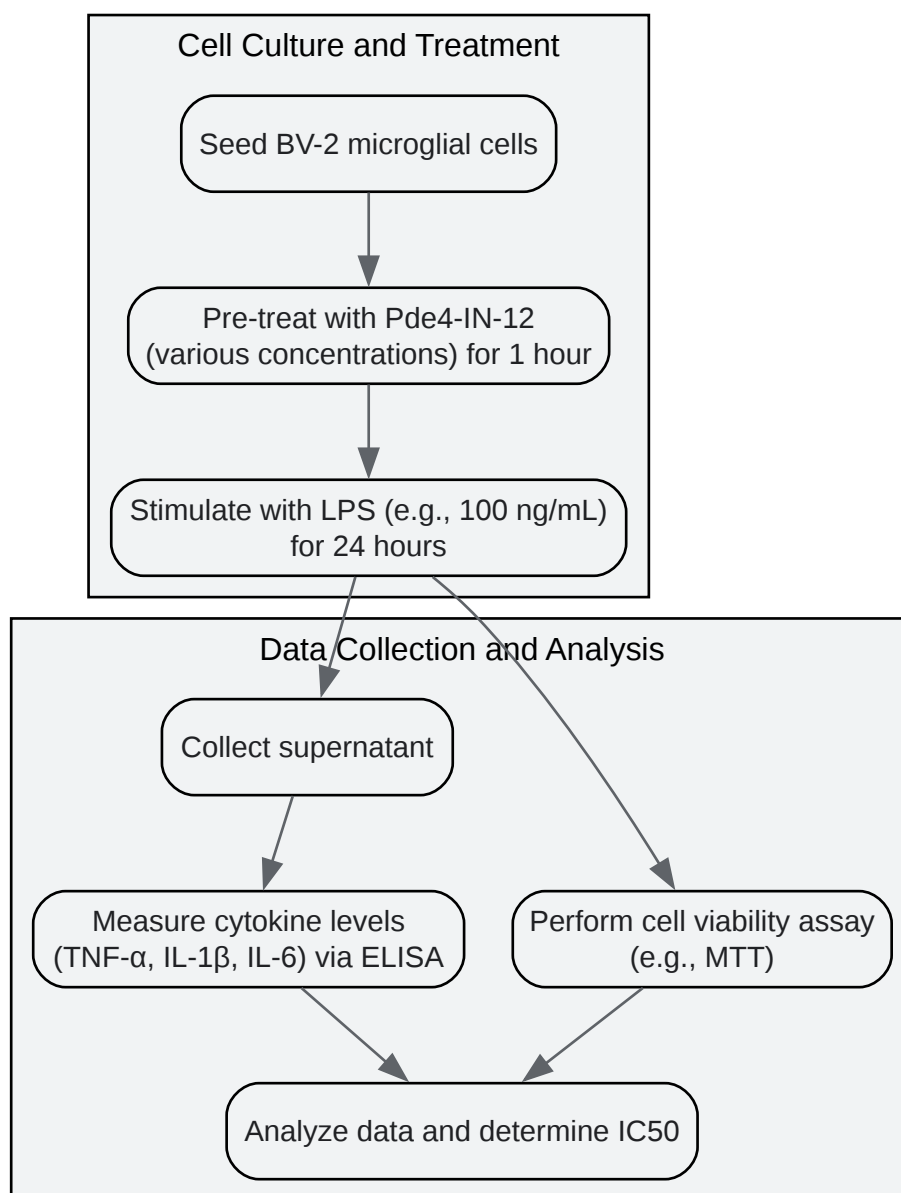 Cell Culture and Treatment
Seed BV-2 microglial cells
Pre-treat with Pde4-IN-12
(various concentrations) for 1 hour
Stimulate with LPS (e.g., 100 ng/mL)
for 24 hours
Data Collection and Analysis
Collect supernatant
Measure cytokine levels
(TNF-α, IL-1β, IL-6) via ELISA
Perform cell viability assay
(e.g., MTT)
Analyze data and determine IC50